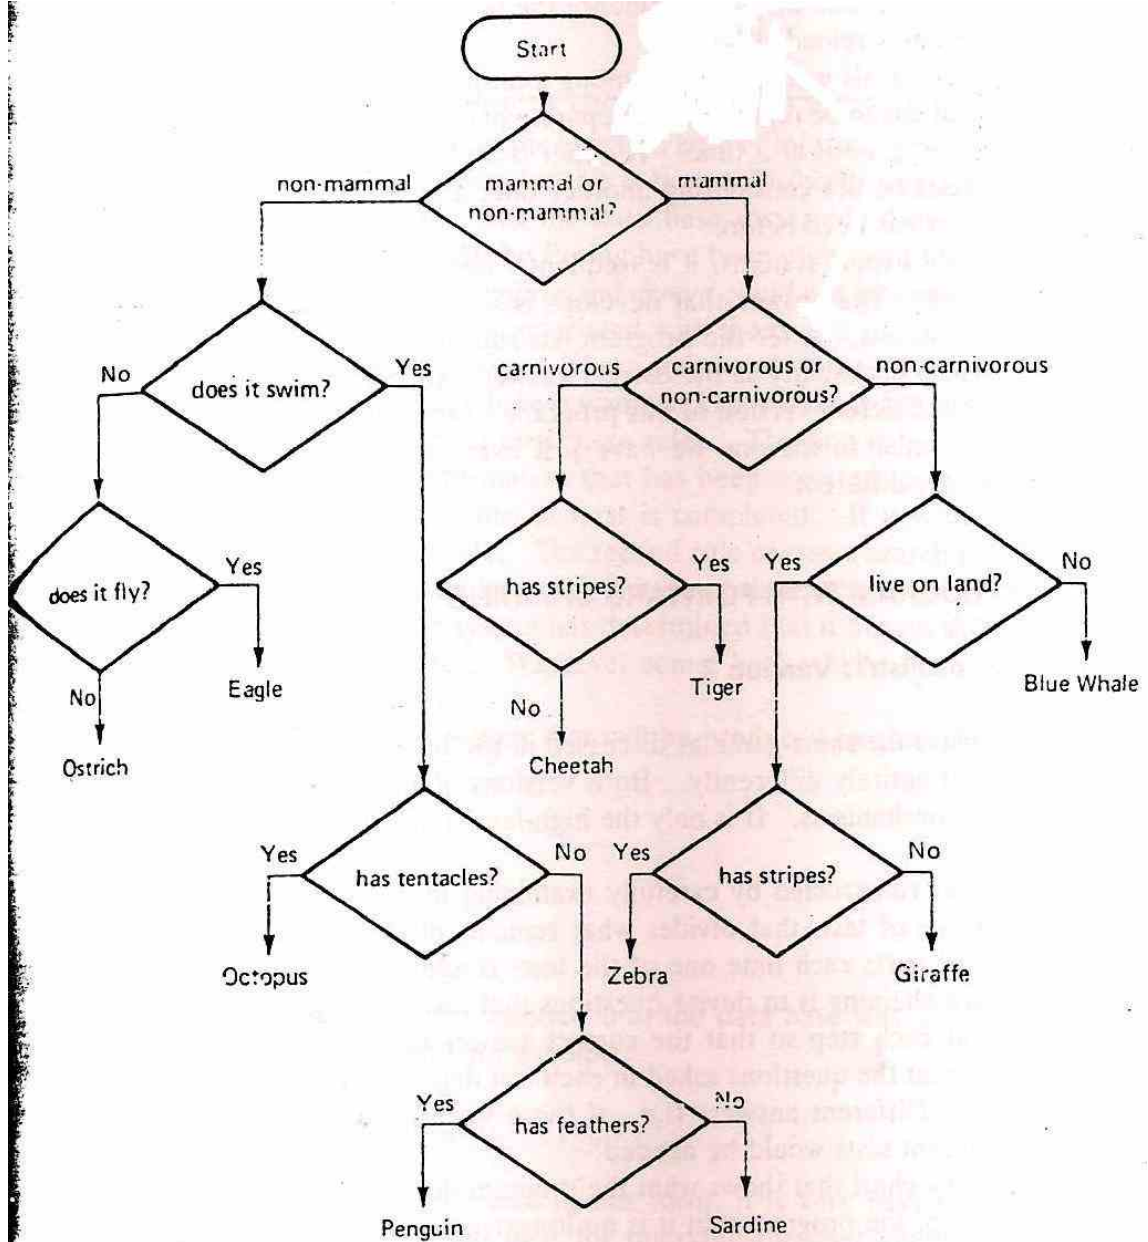 Start
non-mammal
mammal or
non-mammal?
mammal
No
does it swim?
Yes
carnivorous
carnivorous or
non-carnivorous?
non-carnivorous
does it fly?
Yes
has stripes?
Yes
Yes
live on land?
No
No
Eagle
Tiger
Blue Whale
No
Ostrich
Cheetah
Yes
has tentacles?
No
Yes
has stripes?
No
Octopus
Zebra
Giraffe
Yes
has feathers?
No
Penguin
Sardine